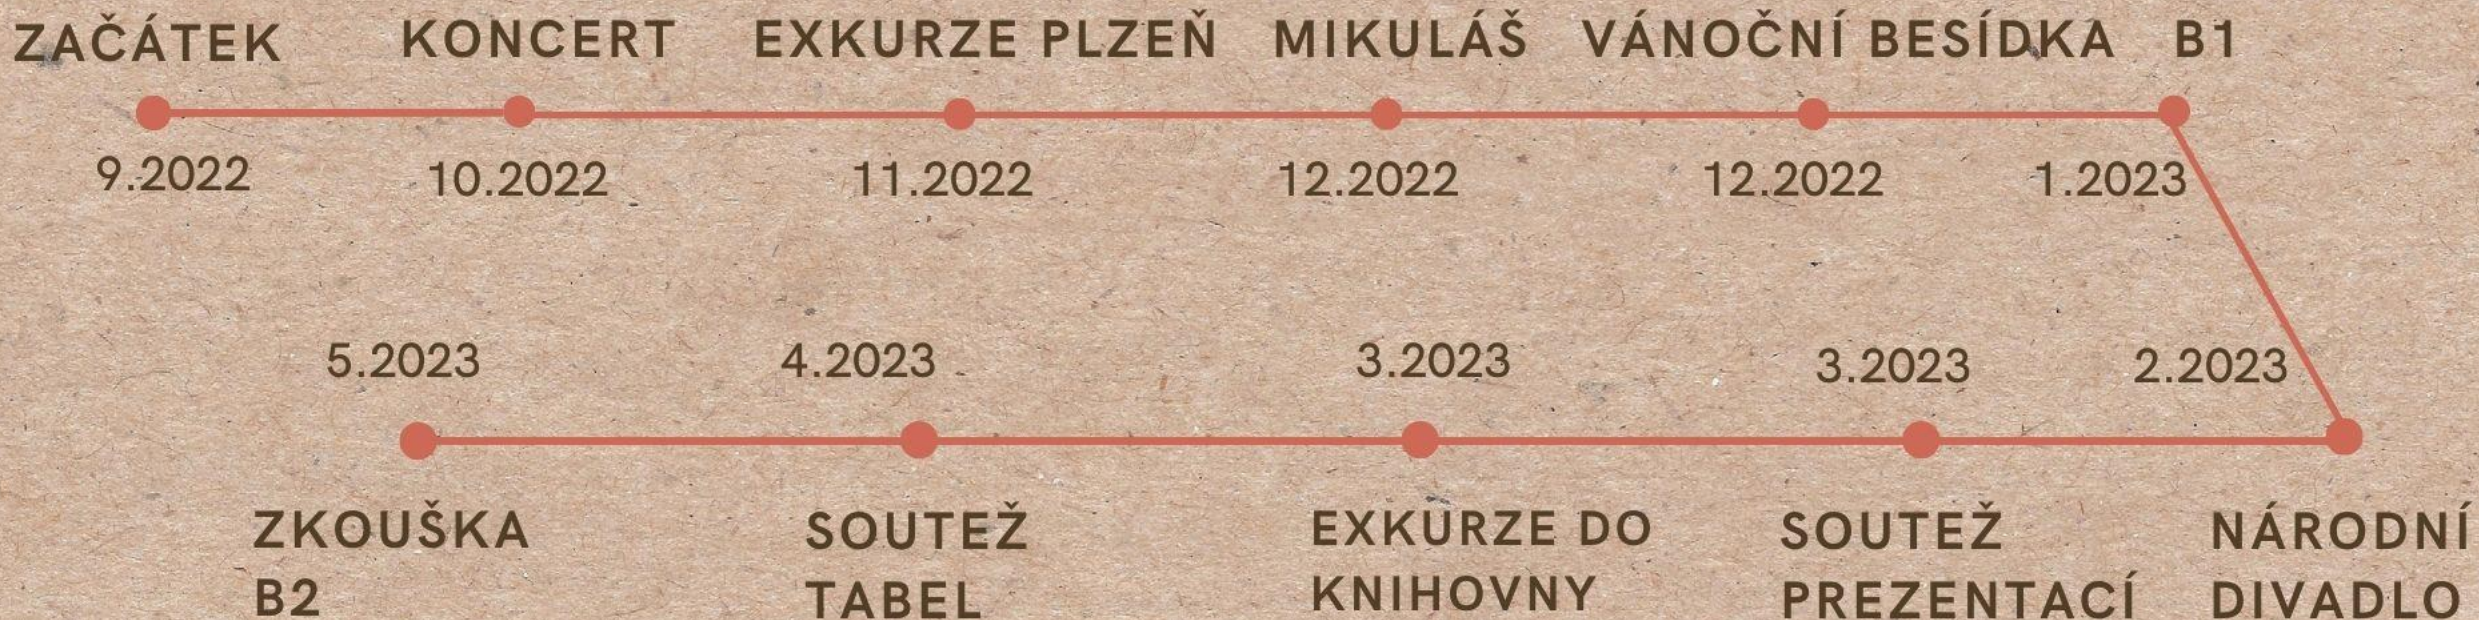 ZAČÁTEK KONCERT EXKURZE PLZEŇ MIKULÁŠ VÁNOČNÍ BESÍDKA B1
9.2022 10.2022 11.2022 12.2022 12.2022 1.2023
5.2023 4.2023 3.2023 3.2023 2.2023
ZKOUŠKA SOUTEŽ EXKURZE DO SOUTEŽ NÁRODNÍ
B2 TABEL KNIHOVNY PREZENTACÍ DIVADLO